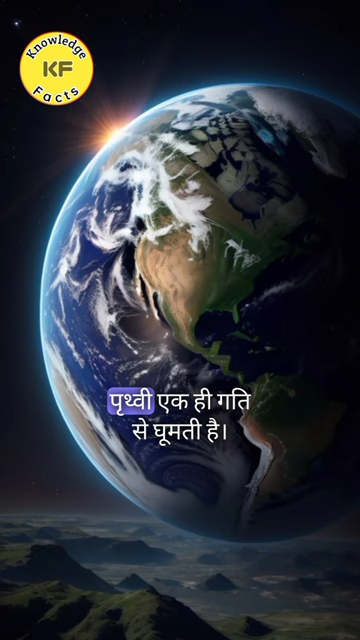 Knowledge
KF
Facts
पृथ्वी एक ही गति
से घूमती है।